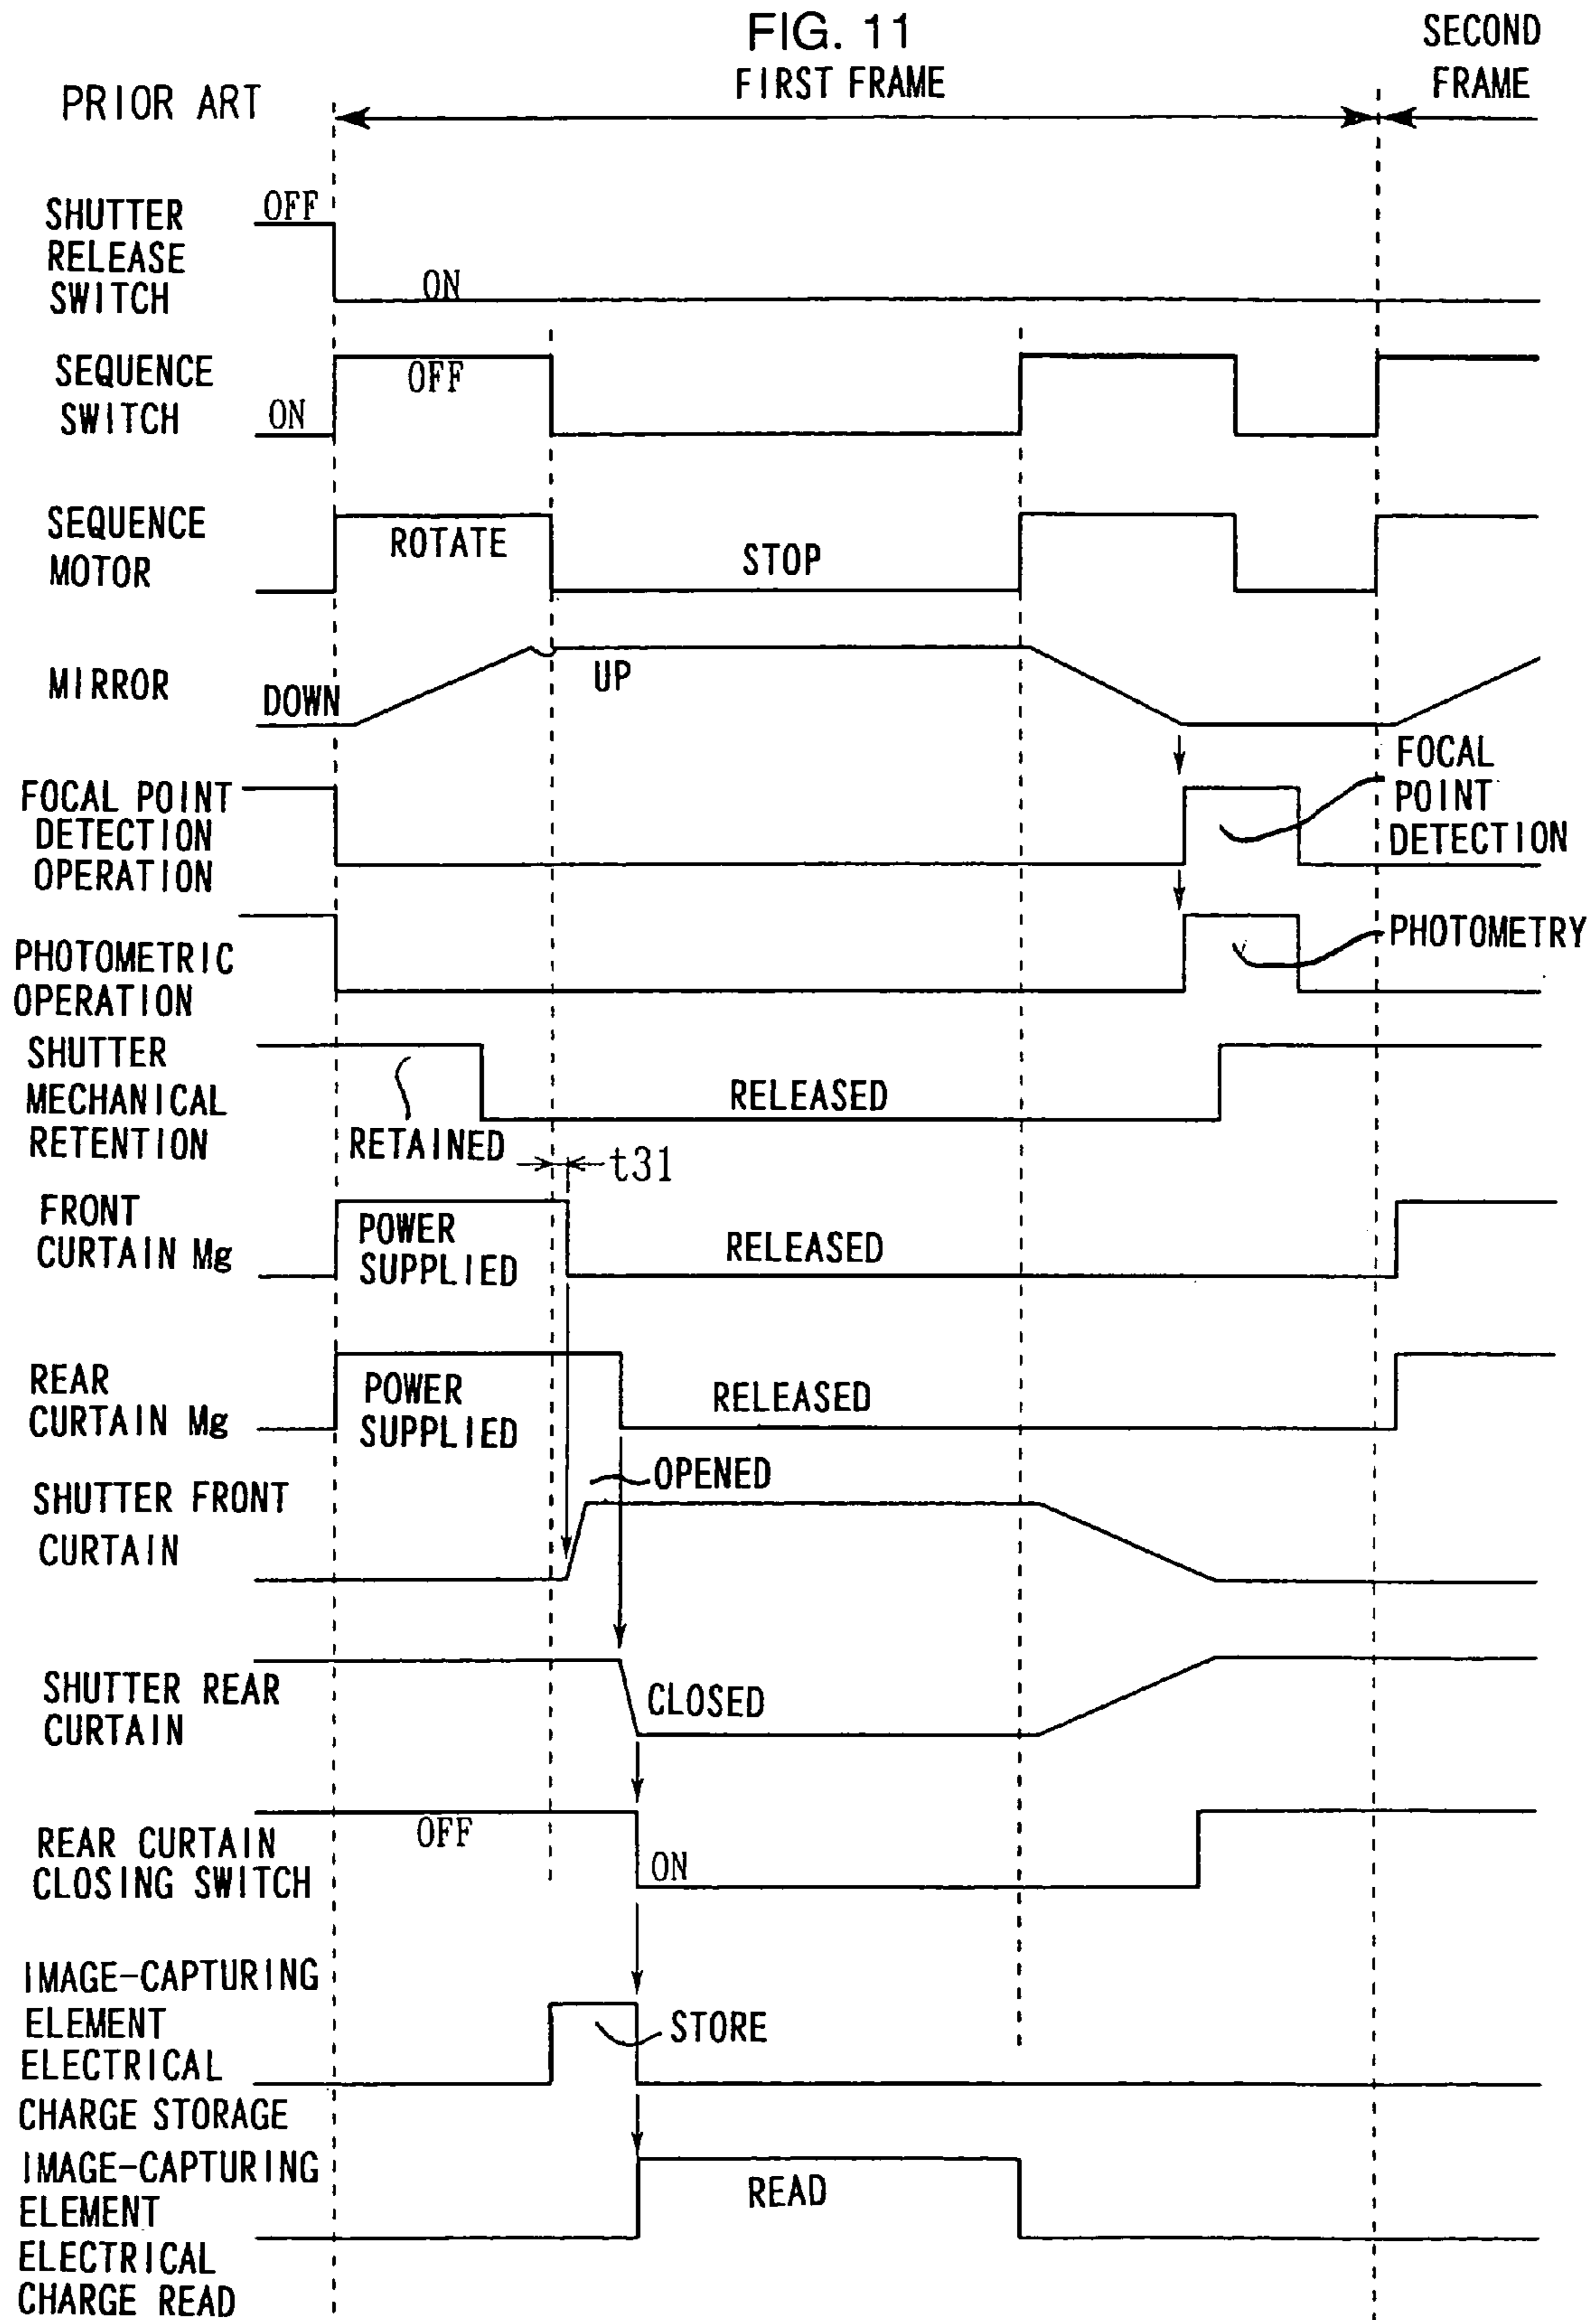 FIG. 11
SECOND
FRAME
FIRST FRAME
PRIOR ART
SHUTTER
RELEASE
SWITCH
OFF
ON
SEQUENCE
SWITCH
ON
OFF
SEQUENCE
MOTOR
ROTATE
STOP
MIRROR
DOWN
UP
FOCAL POINT
DETECTION
OPERATION
FOCAL
POINT
DETECTION
PHOTOMETRIC
OPERATION
PHOTOMETRY
SHUTTER
MECHANICAL
RETENTION
RETAINED
RELEASED
t31
FRONT
CURTAIN Mg
POWER
SUPPLIED
RELEASED
REAR
CURTAIN Mg
POWER
SUPPLIED
RELEASED
SHUTTER FRONT
CURTAIN
OPENED
SHUTTER REAR
CURTAIN
CLOSED
REAR CURTAIN
CLOSING SWITCH
OFF
ON
IMAGE-CAPTURING
ELEMENT
ELECTRICAL
CHARGE STORAGE
STORE
IMAGE-CAPTURING
ELEMENT
ELECTRICAL
CHARGE READ
READ